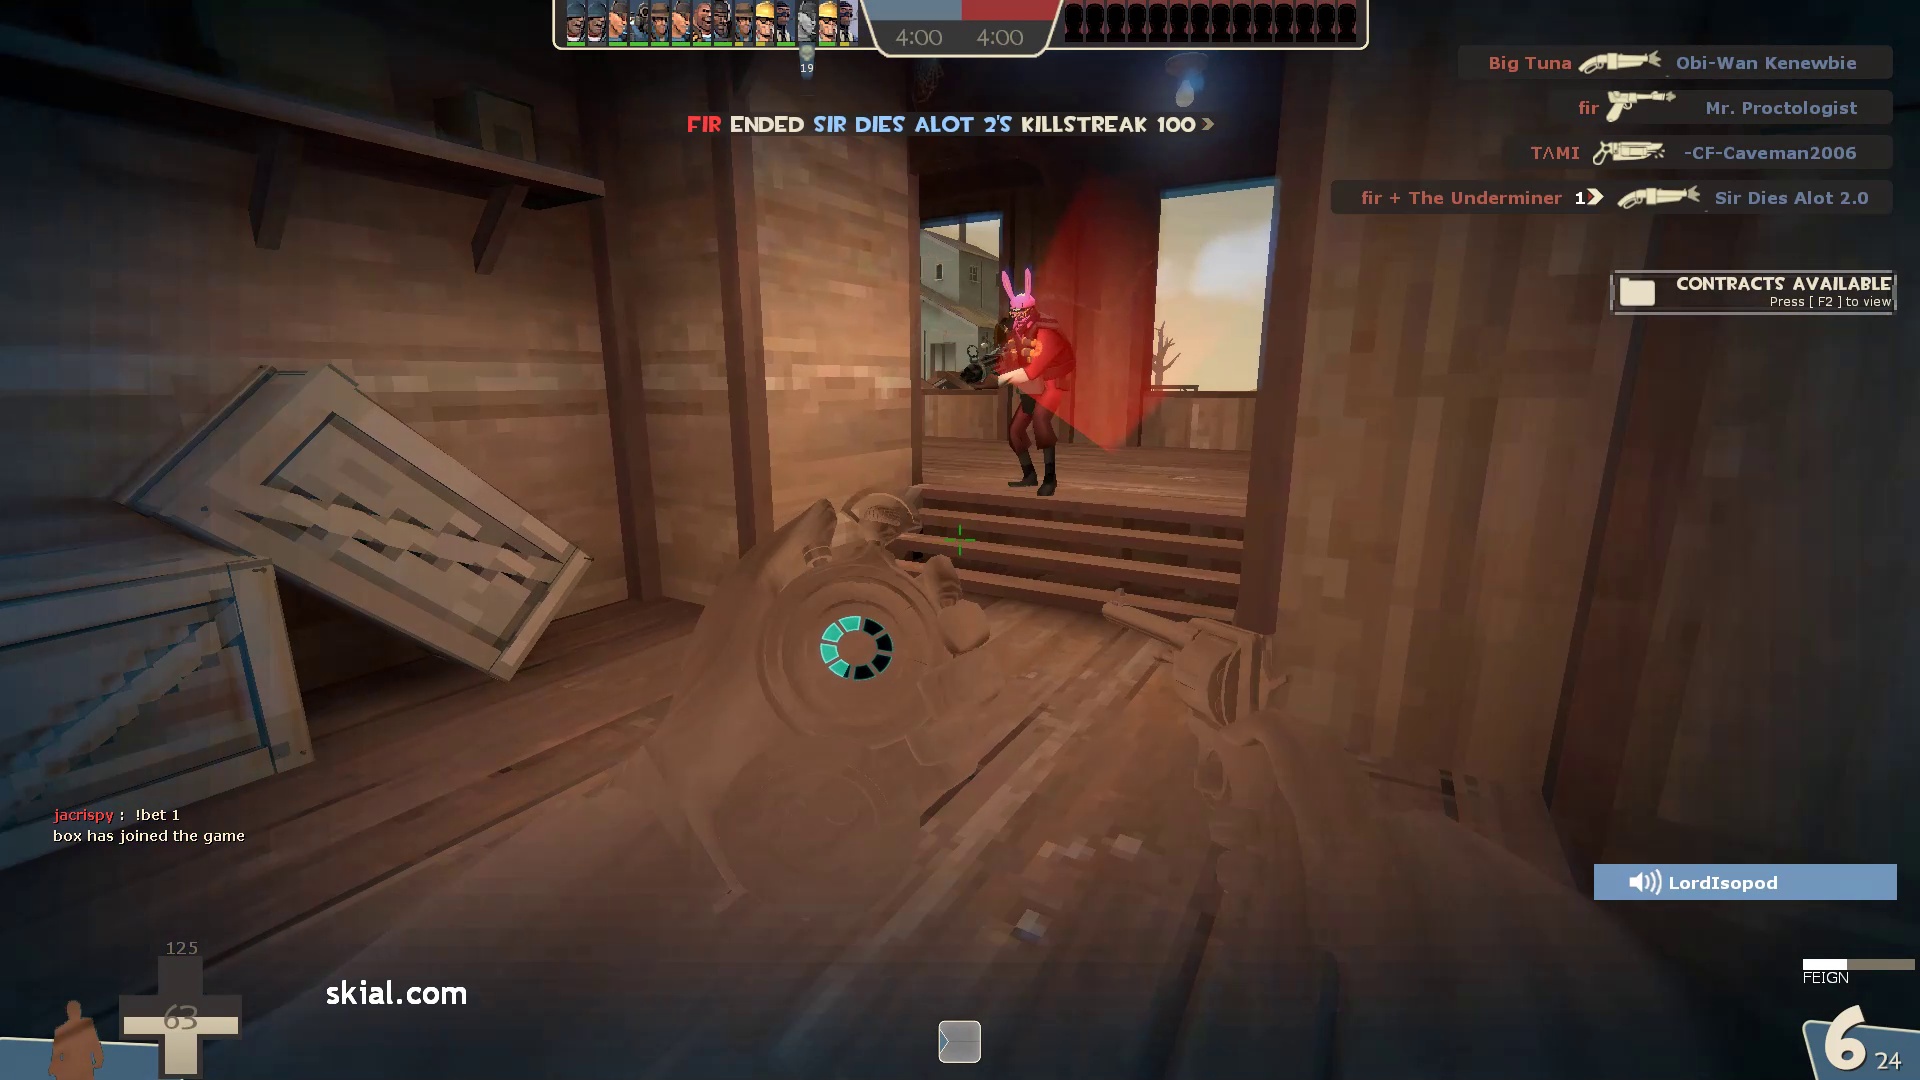 4:00 4:00
19
Big Tuna Obi-Wan Kenewbie
fir Mr. Proctologist
FIR ENDED SIR DIES ALOT 2'S KILLSTREAK 100
TΛMI -CF-Caveman2006
fir + The Underminer 1 Sir Dies Alot 2.0
CONTRACTS AVAILABLE
Press [ F2 ] to view
jacrispy : !bet 1
box has joined the game
LordIsopod
125
63
skial.com
FEIGN
6 24